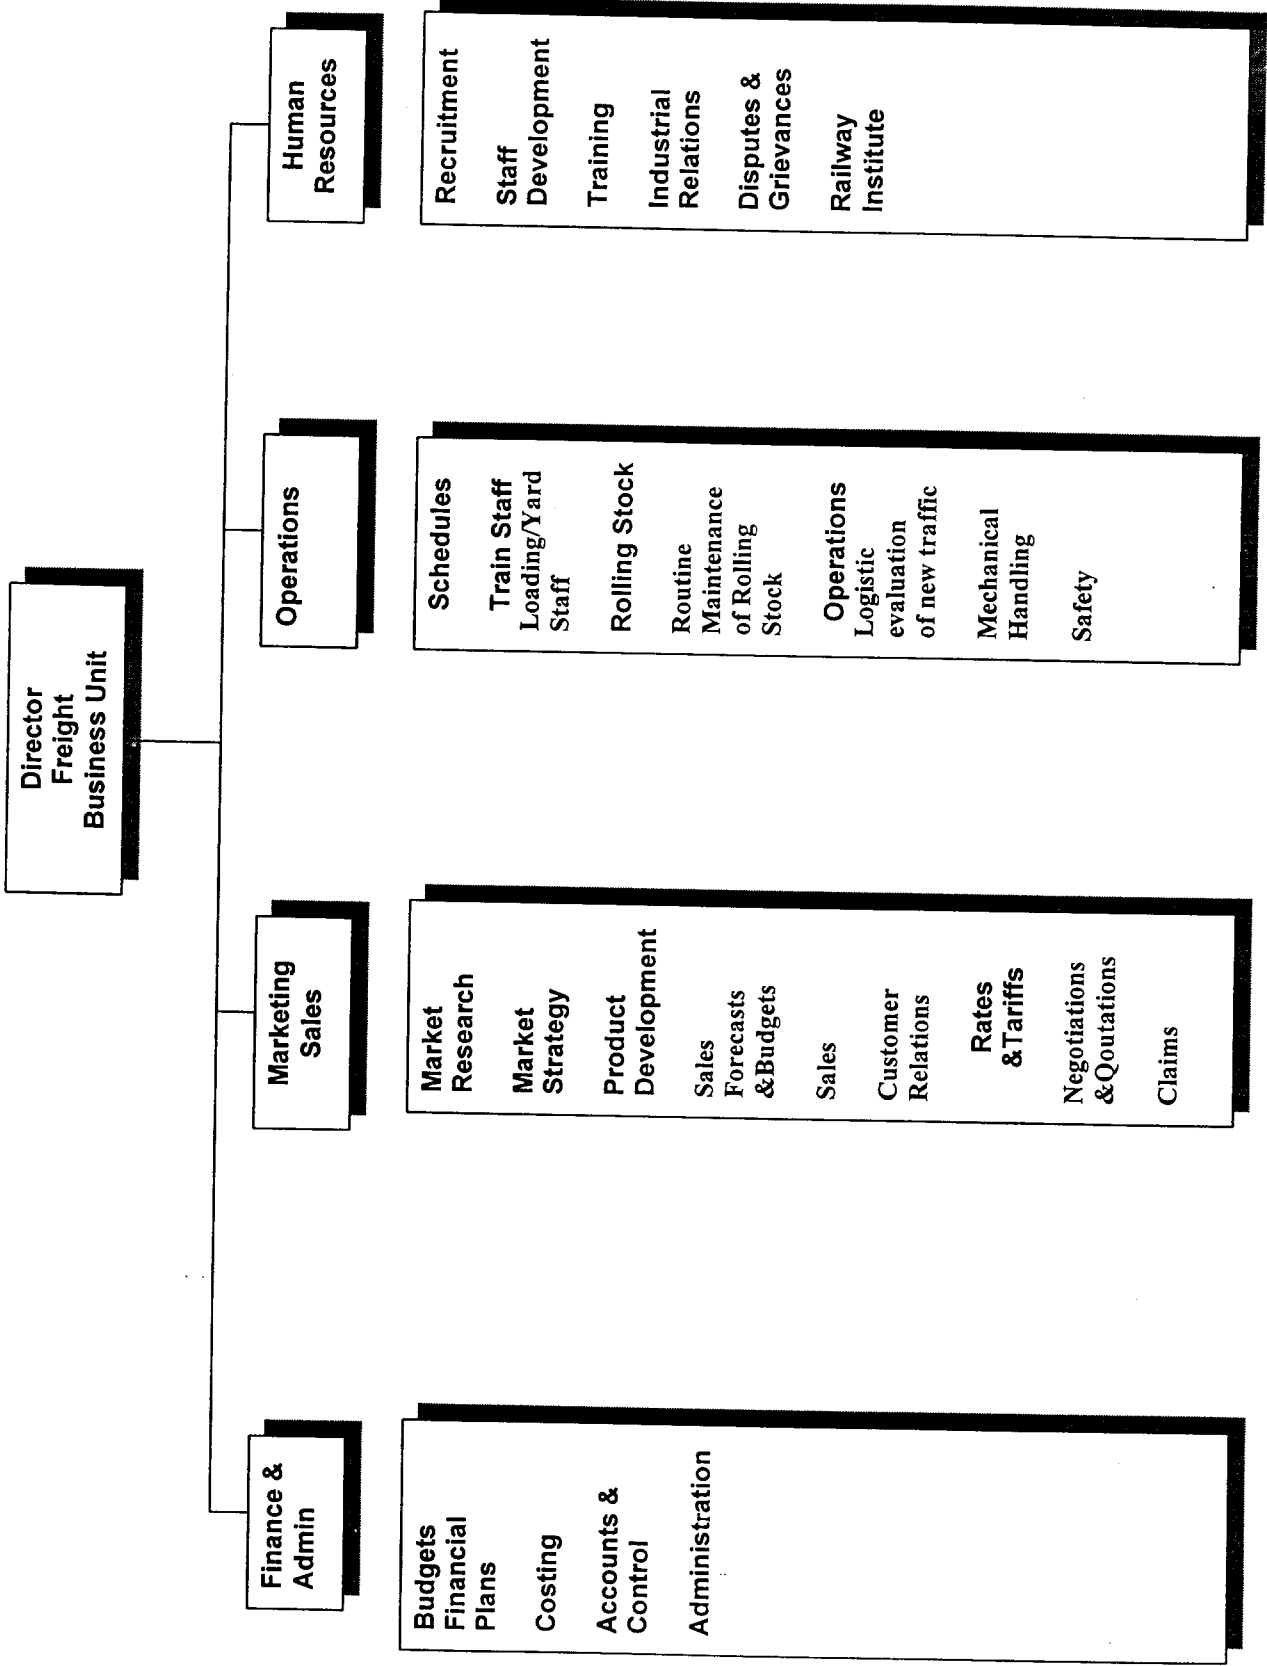 Director
Freight
Business Unit
Finance &
Admin
Budgets
Financial
Plans
Costing
Accounts &
Control
Administration
Marketing
Sales
Market
Research
Market
Strategy
Product
Development
Sales
Forecasts
&Budgets
Sales
Customer
Relations
Rates
&Tariffs
Negotiations
&Qoutations
Claims
Operations
Schedules
Train Staff
Loading/Yard
Staff
Rolling Stock
Routine
Maintenance
of Rolling
Stock
Operations
Logistic
evaluation
of new traffic
Mechanical
Handling
Safety
Human
Resources
Recruitment
Staff
Development
Training
Industrial
Relations
Disputes &
Grievances
Railway
Institute